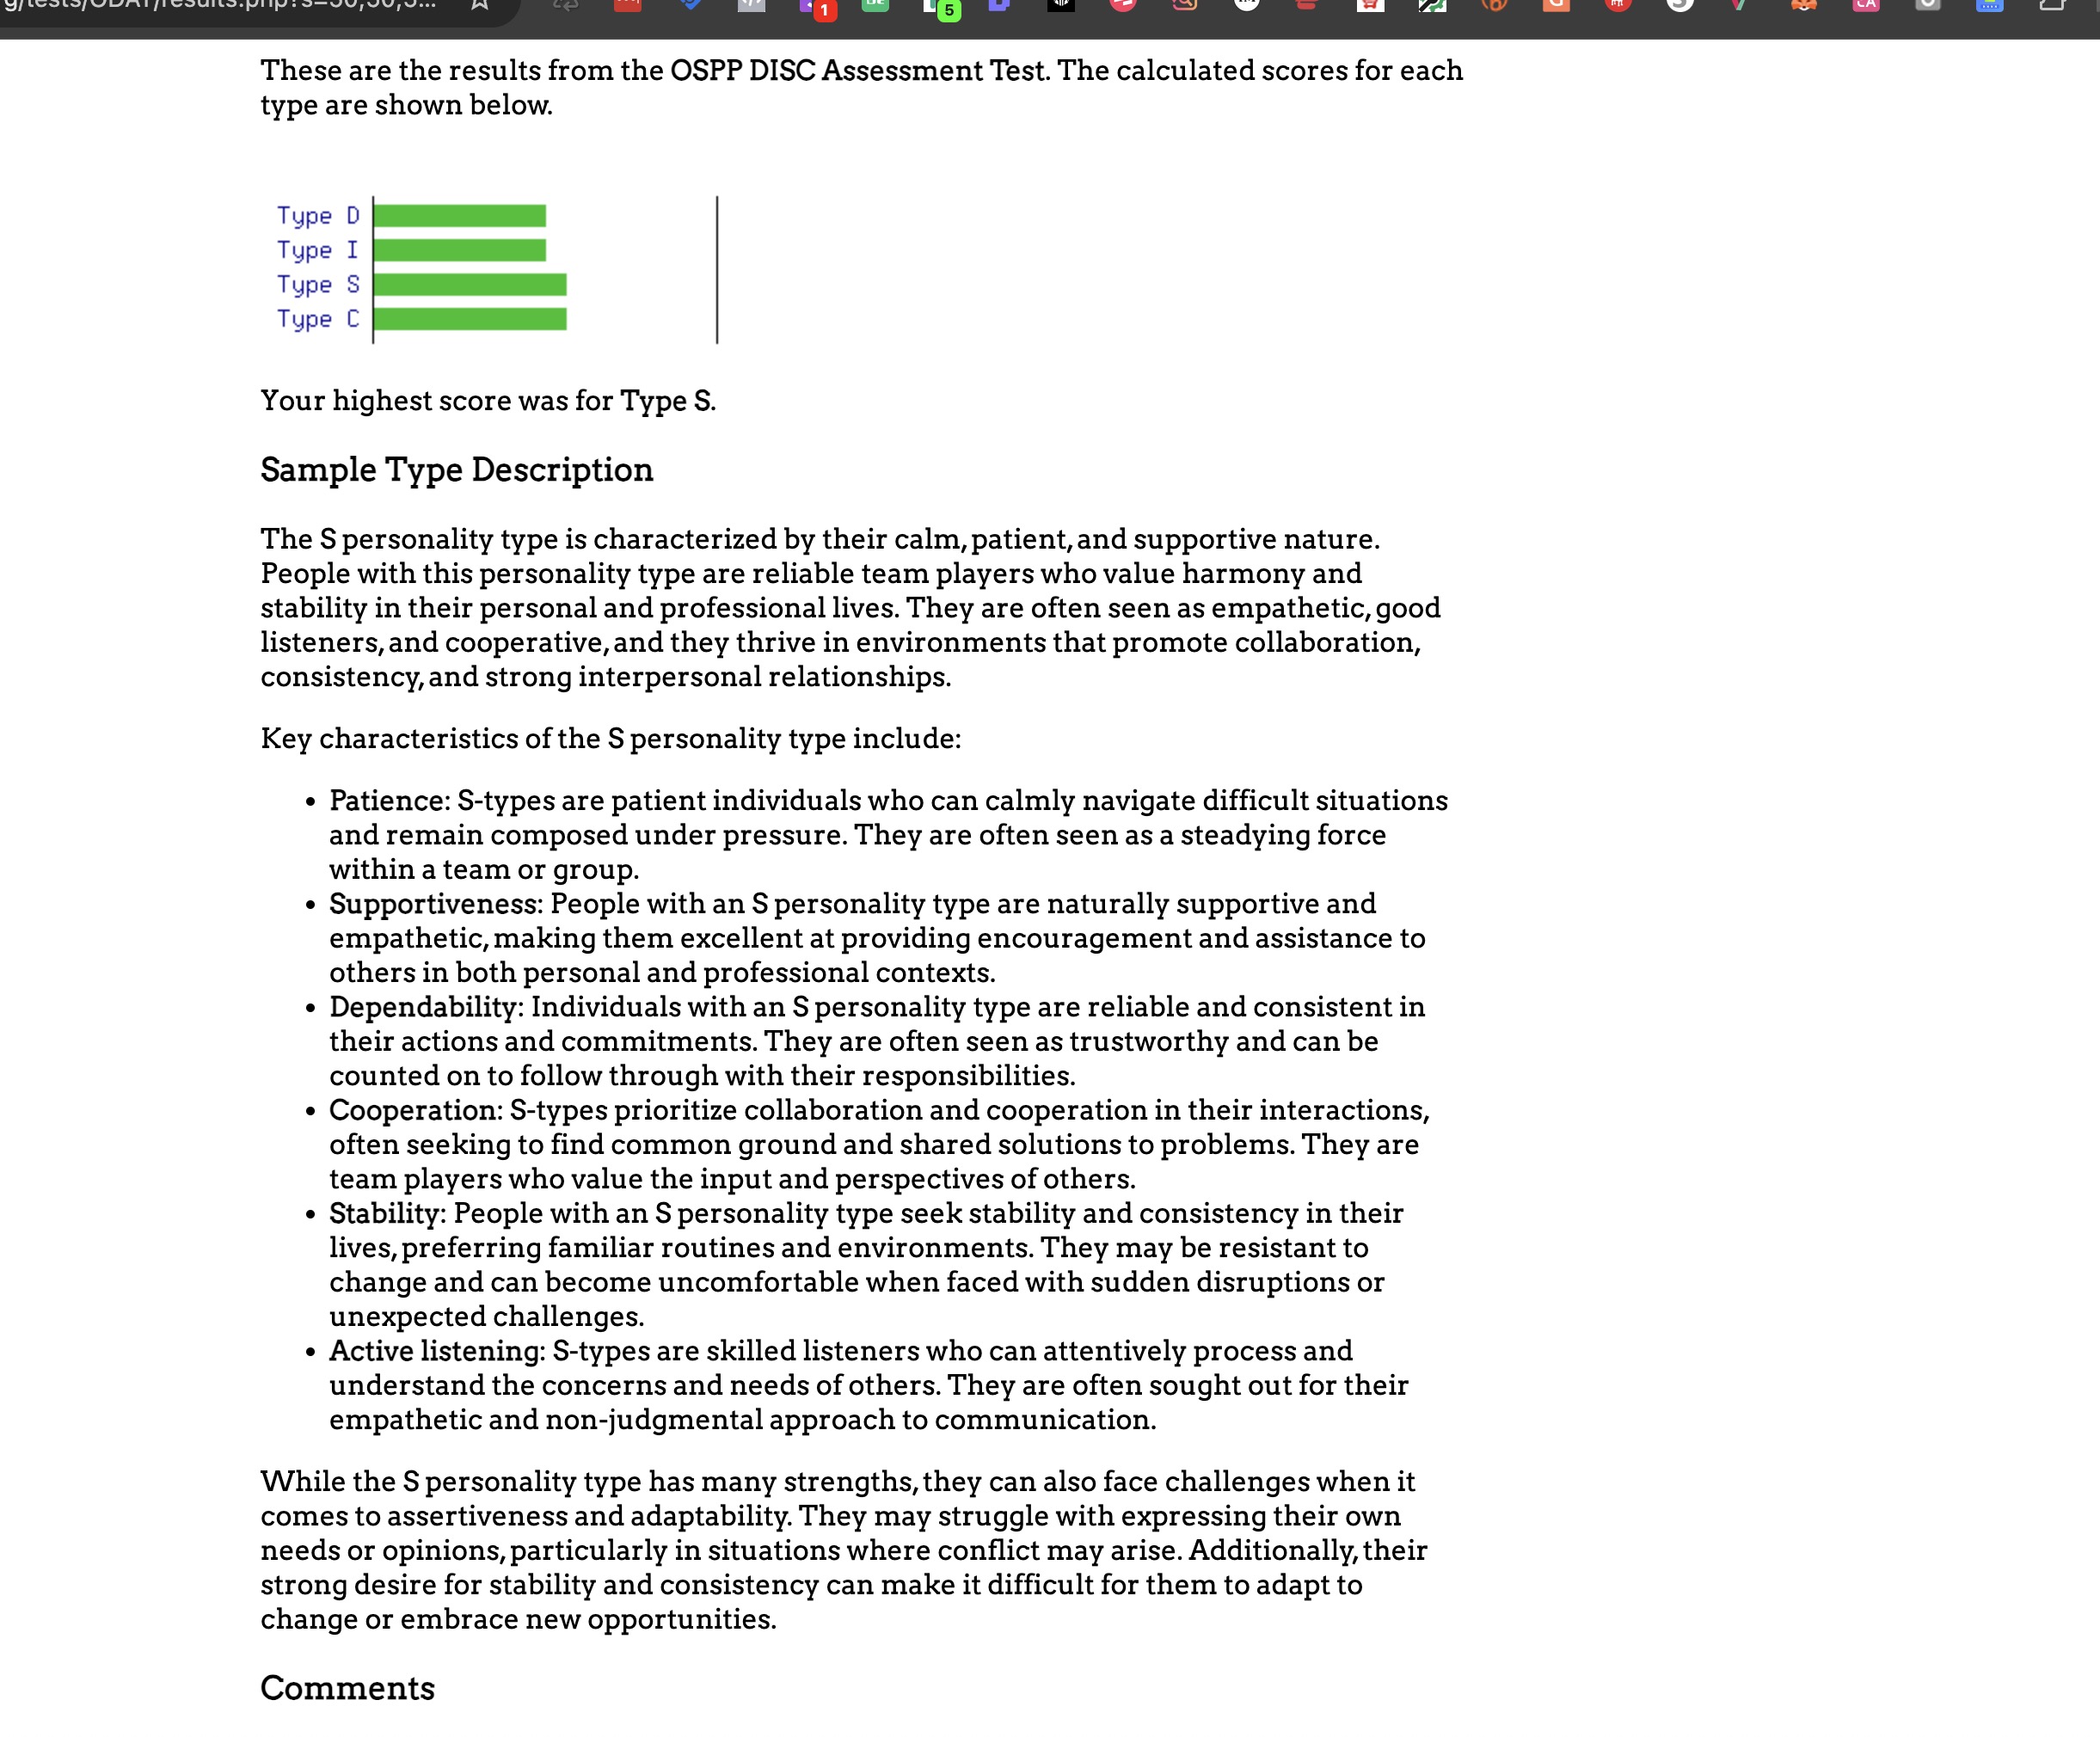 g/tests/ODAT/results.php?s=50,50,5...
1
5
These are the results from the OSPP DISC Assessment Test. The calculated scores for each
type are shown below.
Type D
Type I
Type S
Type C
Your highest score was for Type S.
Sample Type Description
The S personality type is characterized by their calm, patient, and supportive nature.
People with this personality type are reliable team players who value harmony and
stability in their personal and professional lives. They are often seen as empathetic, good
listeners, and cooperative, and they thrive in environments that promote collaboration,
consistency, and strong interpersonal relationships.
Key characteristics of the S personality type include:
• Patience: S-types are patient individuals who can calmly navigate difficult situations
and remain composed under pressure. They are often seen as a steadying force
within a team or group.
• Supportiveness: People with an S personality type are naturally supportive and
empathetic, making them excellent at providing encouragement and assistance to
others in both personal and professional contexts.
• Dependability: Individuals with an S personality type are reliable and consistent in
their actions and commitments. They are often seen as trustworthy and can be
counted on to follow through with their responsibilities.
• Cooperation: S-types prioritize collaboration and cooperation in their interactions,
often seeking to find common ground and shared solutions to problems. They are
team players who value the input and perspectives of others.
• Stability: People with an S personality type seek stability and consistency in their
lives, preferring familiar routines and environments. They may be resistant to
change and can become uncomfortable when faced with sudden disruptions or
unexpected challenges.
• Active listening: S-types are skilled listeners who can attentively process and
understand the concerns and needs of others. They are often sought out for their
empathetic and non-judgmental approach to communication.
While the S personality type has many strengths, they can also face challenges when it
comes to assertiveness and adaptability. They may struggle with expressing their own
needs or opinions, particularly in situations where conflict may arise. Additionally, their
strong desire for stability and consistency can make it difficult for them to adapt to
change or embrace new opportunities.
Comments